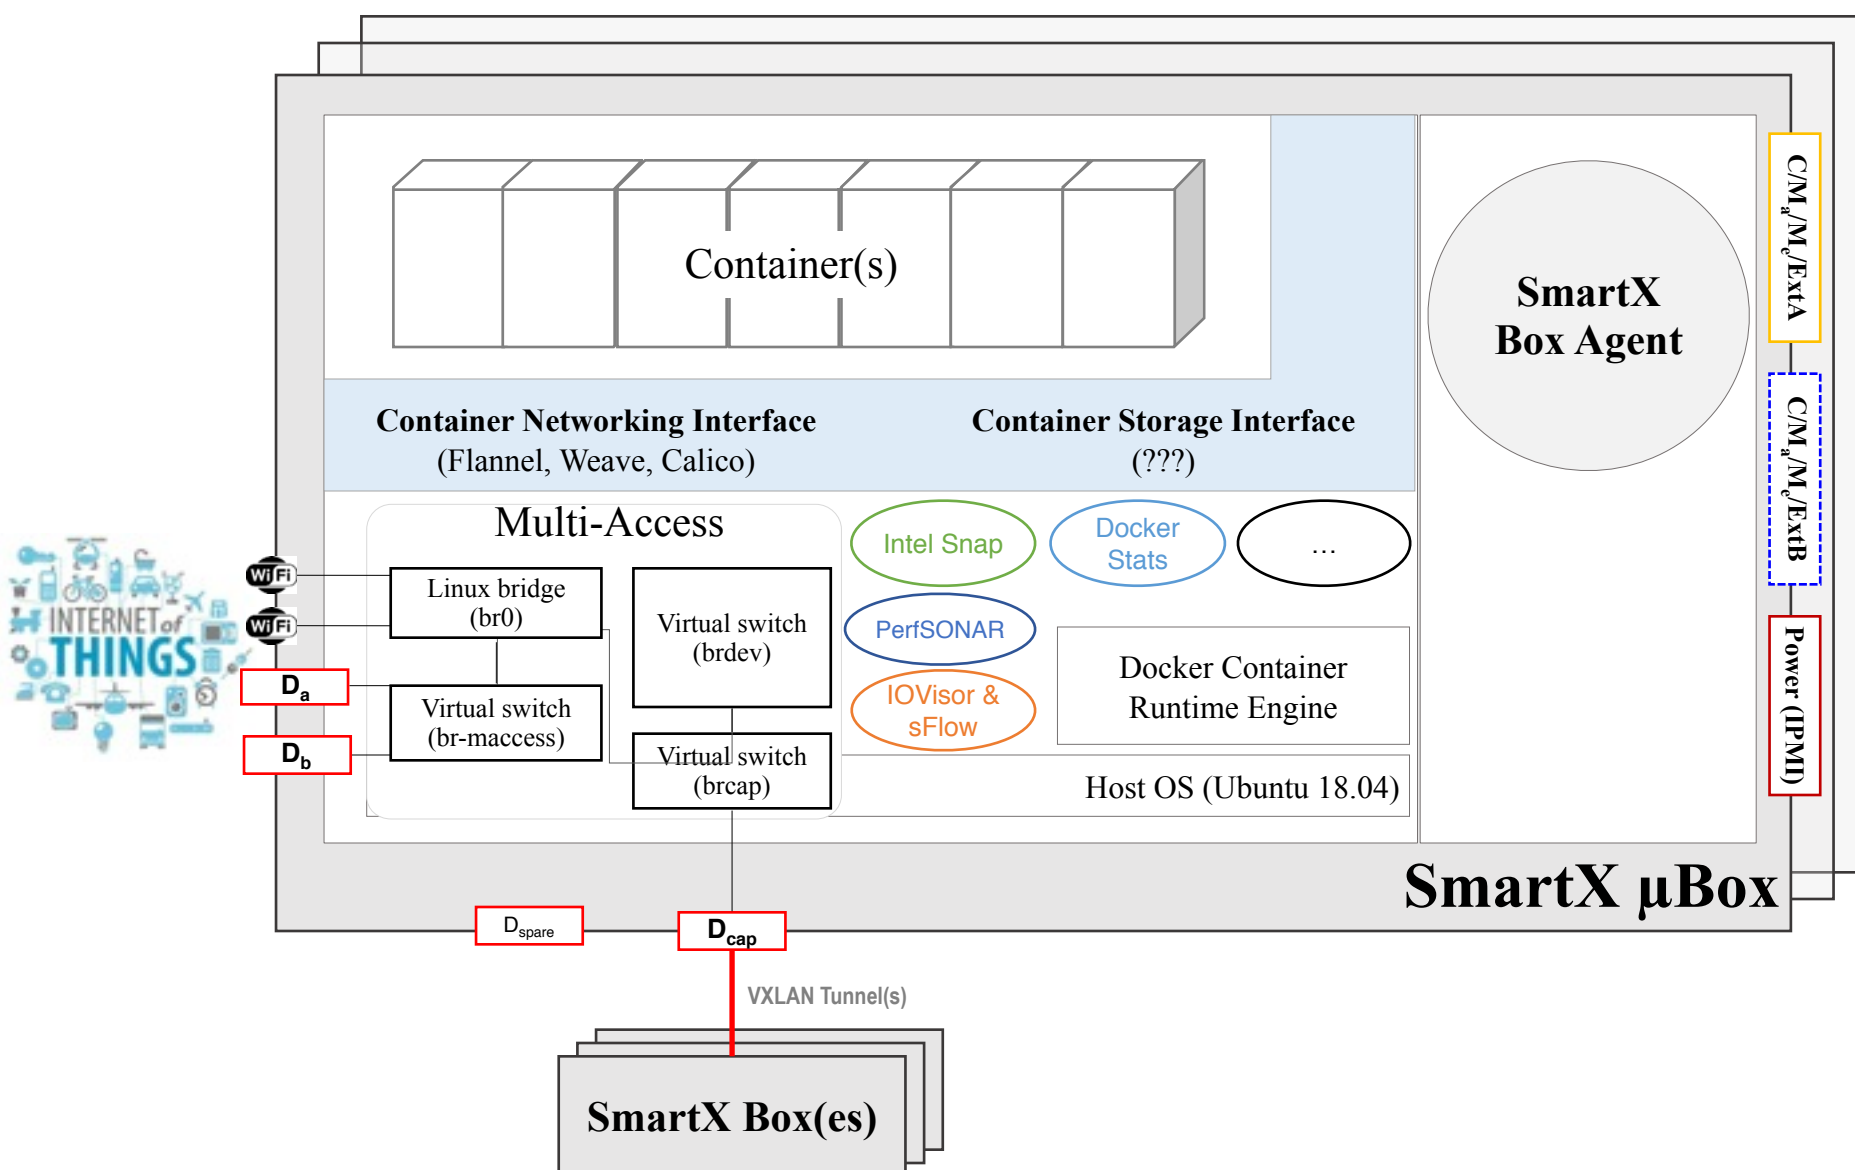 Container(s)
SmartX
Box Agent
C/Ma/Mc/ExtA
C/Ma/Mc/ExtB
Power (IPMI)
Container Networking Interface
(Flannel, Weave, Calico)
Container Storage Interface
(???)
Multi-Access
Intel Snap
Docker
Stats
...
PerfSONAR
IOVisor &
sFlow
Docker Container
Runtime Engine
Host OS (Ubuntu 18.04)
INTERNET of
THINGS
WiFi
WiFi
Da
Db
Linux bridge
(br0)
Virtual switch
(br-maccess)
Virtual switch
(brdev)
Virtual switch
(brcap)
SmartX µBox
Dspare
Dcap
VXLAN Tunnel(s)
SmartX Box(es)